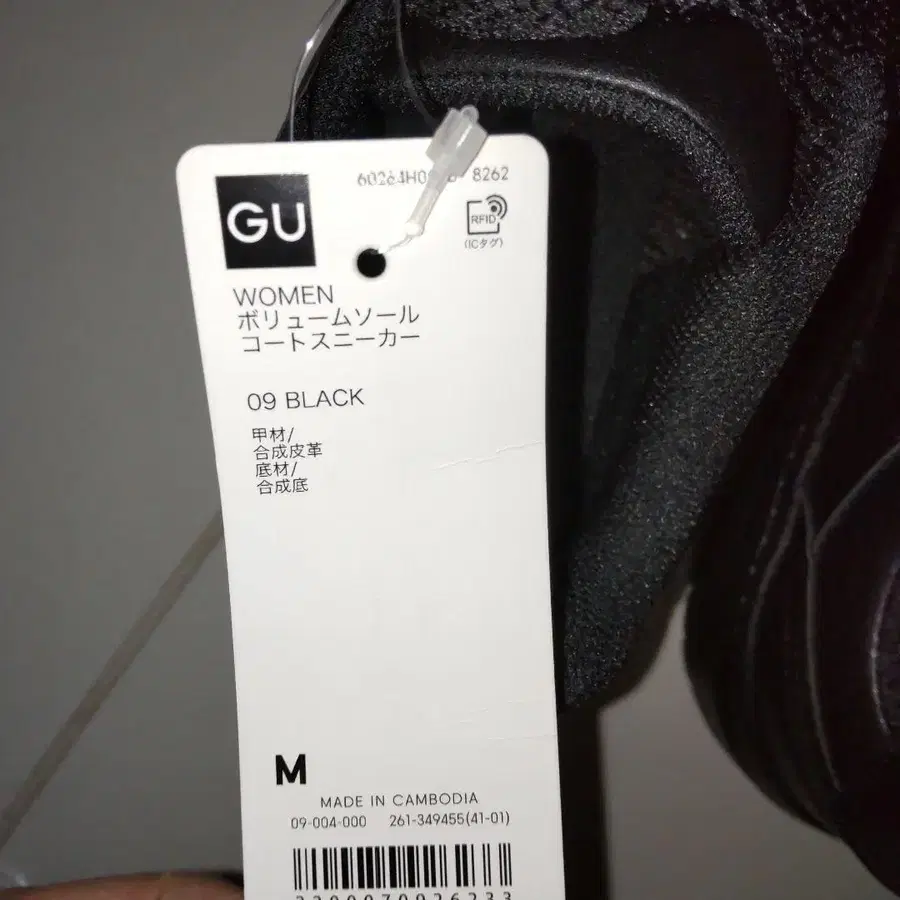 GU
8262
RFID
(ICタグ)
WOMEN
ボリュームソール
コートスニーカー
09 BLACK
甲材/
合成皮革
底材/
合成底
M
MADE IN CAMBODIA
09-004-000 261-349455(41-01)